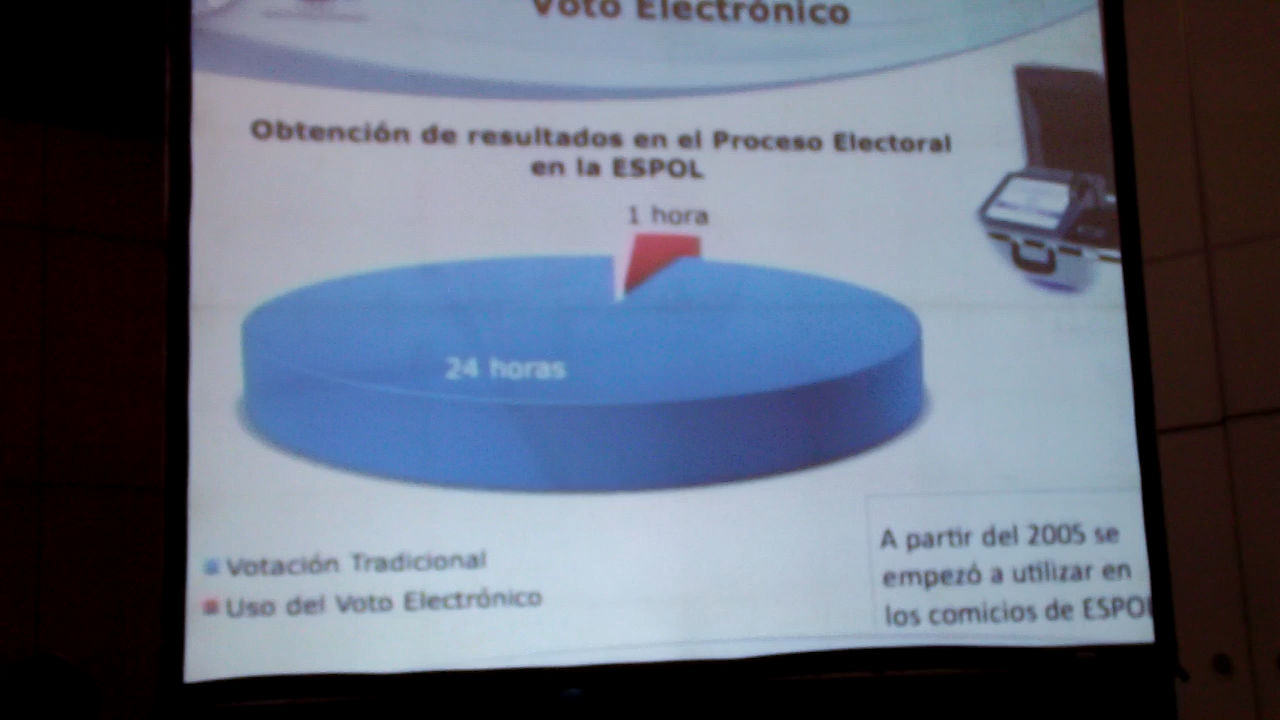 Voto Electrónico
Obtención de resultados en el Proceso Electoral
en la ESPOL
1 hora
24 horas
Votación Tradicional
Uso del Voto Electrónico
A partir del 2005 se
empezó a utilizar en
los comicios de ESPOL